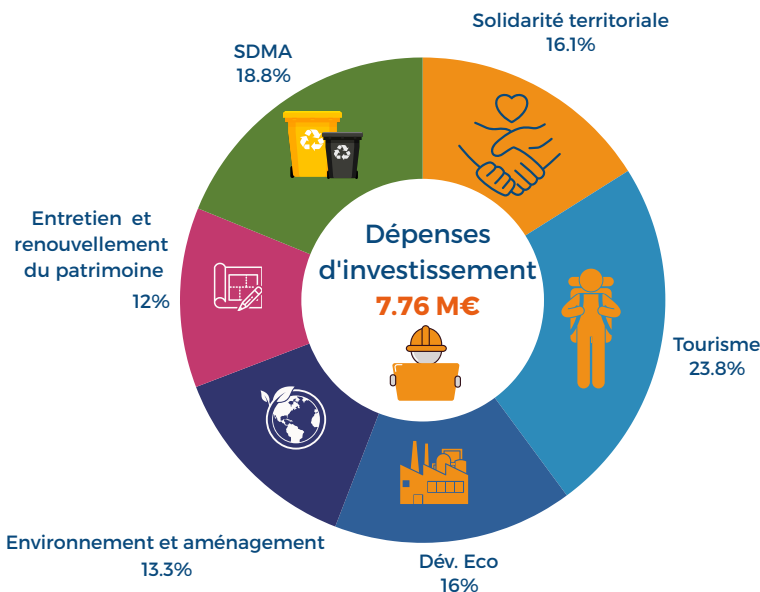 Solidarité territoriale
16.1%
SDMA
18.8%
Entretien et
renouvellement
du patrimoine
12%
Dépenses
d'investissement
7.76 M€
Tourisme
23.8%
Environnement et aménagement
13.3%
Dév. Eco
16%